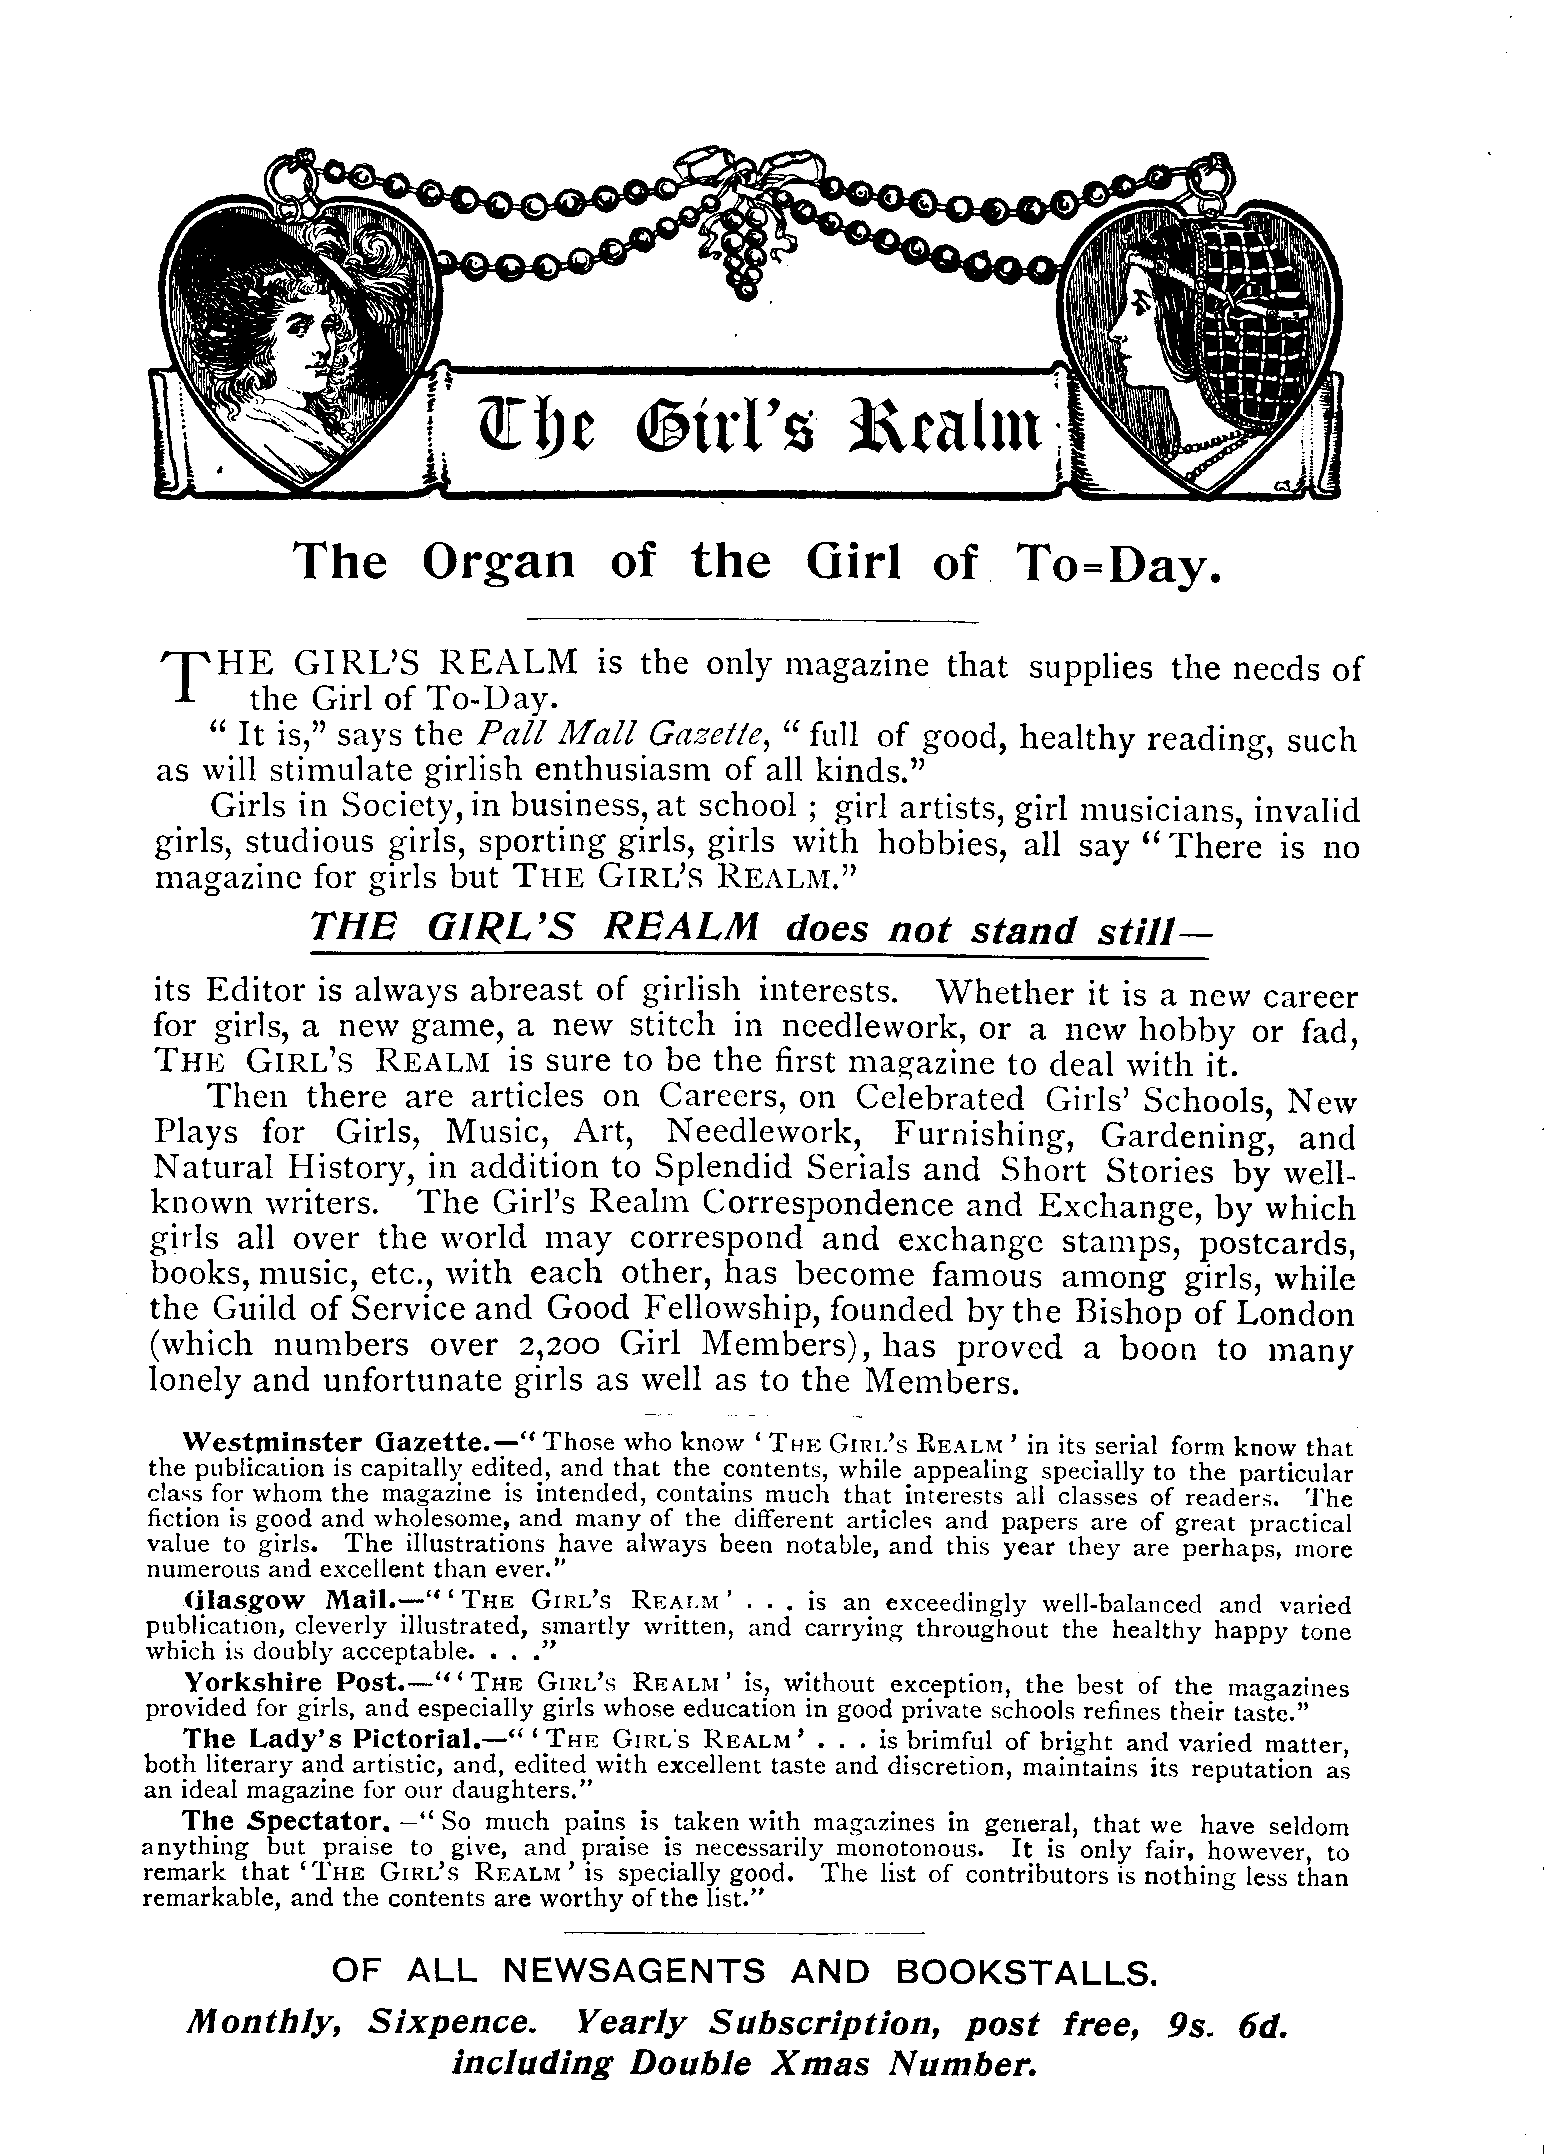 The Girl's Realm
The Organ of the Girl of To=Day.
THE GIRL'S REALM is the only magazine that supplies the needs of
the Girl of To-Day.
“ It is,” says the Pall Mall Gazette, “ full of good, healthy reading, such
as will stimulate girlish enthusiasm of all kinds.”
Girls in Society, in business, at school ; girl artists, girl musicians, invalid
girls, studious girls, sporting girls, girls with hobbies, all say “ There is no
magazine for girls but THE GIRL'S REALM.”
THE GIRL'S REALM does not stand still—
its Editor is always abreast of girlish interests. Whether it is a new career
for girls, a new game, a new stitch in needlework, or a new hobby or fad,
THE GIRL'S REALM is sure to be the first magazine to deal with it.
Then there are articles on Careers, on Celebrated Girls' Schools, New
Plays for Girls, Music, Art, Needlework, Furnishing, Gardening, and
Natural History, in addition to Splendid Serials and Short Stories by well-
known writers. The Girl's Realm Correspondence and Exchange, by which
girls all over the world may correspond and exchange stamps, postcards,
books, music, etc., with each other, has become famous among girls, while
the Guild of Service and Good Fellowship, founded by the Bishop of London
(which numbers over 2,200 Girl Members), has proved a boon to many
lonely and unfortunate girls as well as to the Members.
Westminster Gazette.—“ Those who know ‘ THE GIRL'S REALM ’ in its serial form know that
the publication is capitally edited, and that the contents, while appealing specially to the particular
class for whom the magazine is intended, contains much that interests all classes of readers. The
fiction is good and wholesome, and many of the different articles and papers are of great practical
value to girls. The illustrations have always been notable, and this year they are perhaps, more
numerous and excellent than ever.”
Glasgow Mail.—“ ‘ THE GIRL'S REALM ’ . . . is an exceedingly well-balanced and varied
publication, cleverly illustrated, smartly written, and carrying throughout the healthy happy tone
which is doubly acceptable. . . .”
Yorkshire Post.—“ ‘ THE GIRL'S REALM ’ is, without exception, the best of the magazines
provided for girls, and especially girls whose education in good private schools refines their taste.”
The Lady's Pictorial.—“ ‘ THE GIRL'S REALM ’ . . . is brimful of bright and varied matter,
both literary and artistic, and, edited with excellent taste and discretion, maintains its reputation as
an ideal magazine for our daughters.”
The Spectator.—“ So much pains is taken with magazines in general, that we have seldom
anything but praise to give, and praise is necessarily monotonous. It is only fair, however, to
remark that ‘ THE GIRL'S REALM ’ is specially good. The list of contributors is nothing less than
remarkable, and the contents are worthy of the list.”
OF ALL NEWSAGENTS AND BOOKSTALLS.
Monthly, Sixpence. Yearly Subscription, post free, 9s. 6d.
including Double Xmas Number.